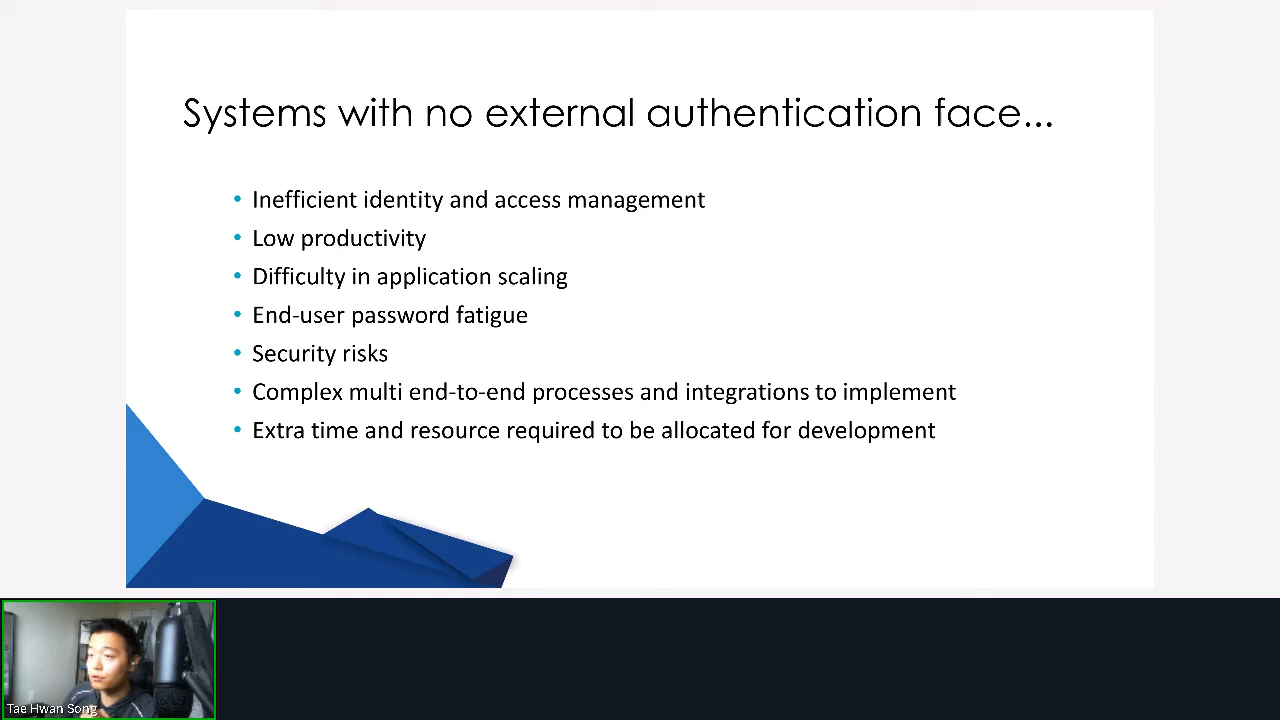 Systems with no external authentication face...
• Inefficient identity and access management
• Low productivity
• Difficulty in application scaling
• End-user password fatigue
• Security risks
• Complex multi end-to-end processes and integrations to implement
• Extra time and resource required to be allocated for development
Tae Hwan Song